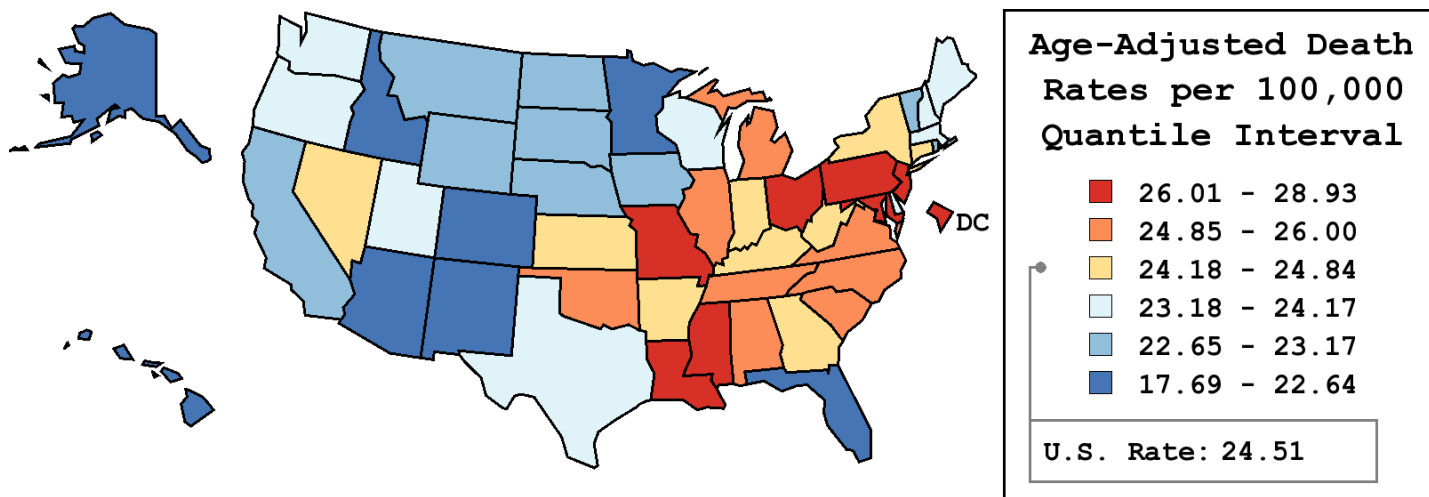 Age-Adjusted Death
Rates per 100,000
Quantile Interval
26.01 - 28.93
24.85 - 26.00
24.18 - 24.84
23.18 - 24.17
22.65 - 23.17
17.69 - 22.64
U.S. Rate: 24.51
DC